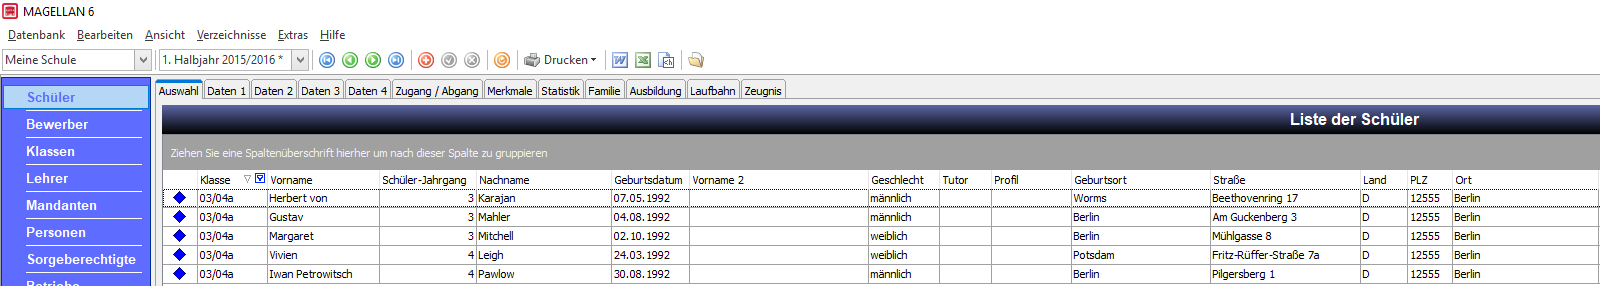 MAGELLAN 6
Datenbank Bearbeiten Ansicht Verzeichnisse Extras Hilfe
Meine Schule 1. Halbjahr 2015/2016 * Drucken
Auswahl Daten 1 Daten 2 Daten 3 Daten 4 Zugang / Abgang Merkmale Statistik Familie Ausbildung Laufbahn Zeugnis
Schüler
Bewerber
Klassen
Lehrer
Mandanten
Personen
Sorgeberechtigte
Betriebe
Liste der Schüler
Ziehen Sie eine Spaltenüberschrift hierher um nach dieser Spalte zu gruppieren
Klasse Vorname Schüler-Jahrgang Nachname Geburtsdatum Vorname 2 Geschlecht Tutor Profil Geburtsort Straße Land PLZ Ort
03/04a Herbert von 3 Karajan 07.05.1992 männlich Worms Beethovenring 17 D 12555 Berlin
03/04a Gustav 3 Mahler 04.08.1992 männlich Berlin Am Guckenberg 3 D 12555 Berlin
03/04a Margaret 3 Mitchell 02.10.1992 weiblich Berlin Mühlgasse 8 D 12555 Berlin
03/04a Vivien 4 Leigh 24.03.1992 weiblich Potsdam Fritz-Rüffer-Straße 7a D 12555 Berlin
03/04a Iwan Petrowitsch 4 Pawlow 30.08.1992 männlich Berlin Pilgersberg 1 D 12555 Berlin